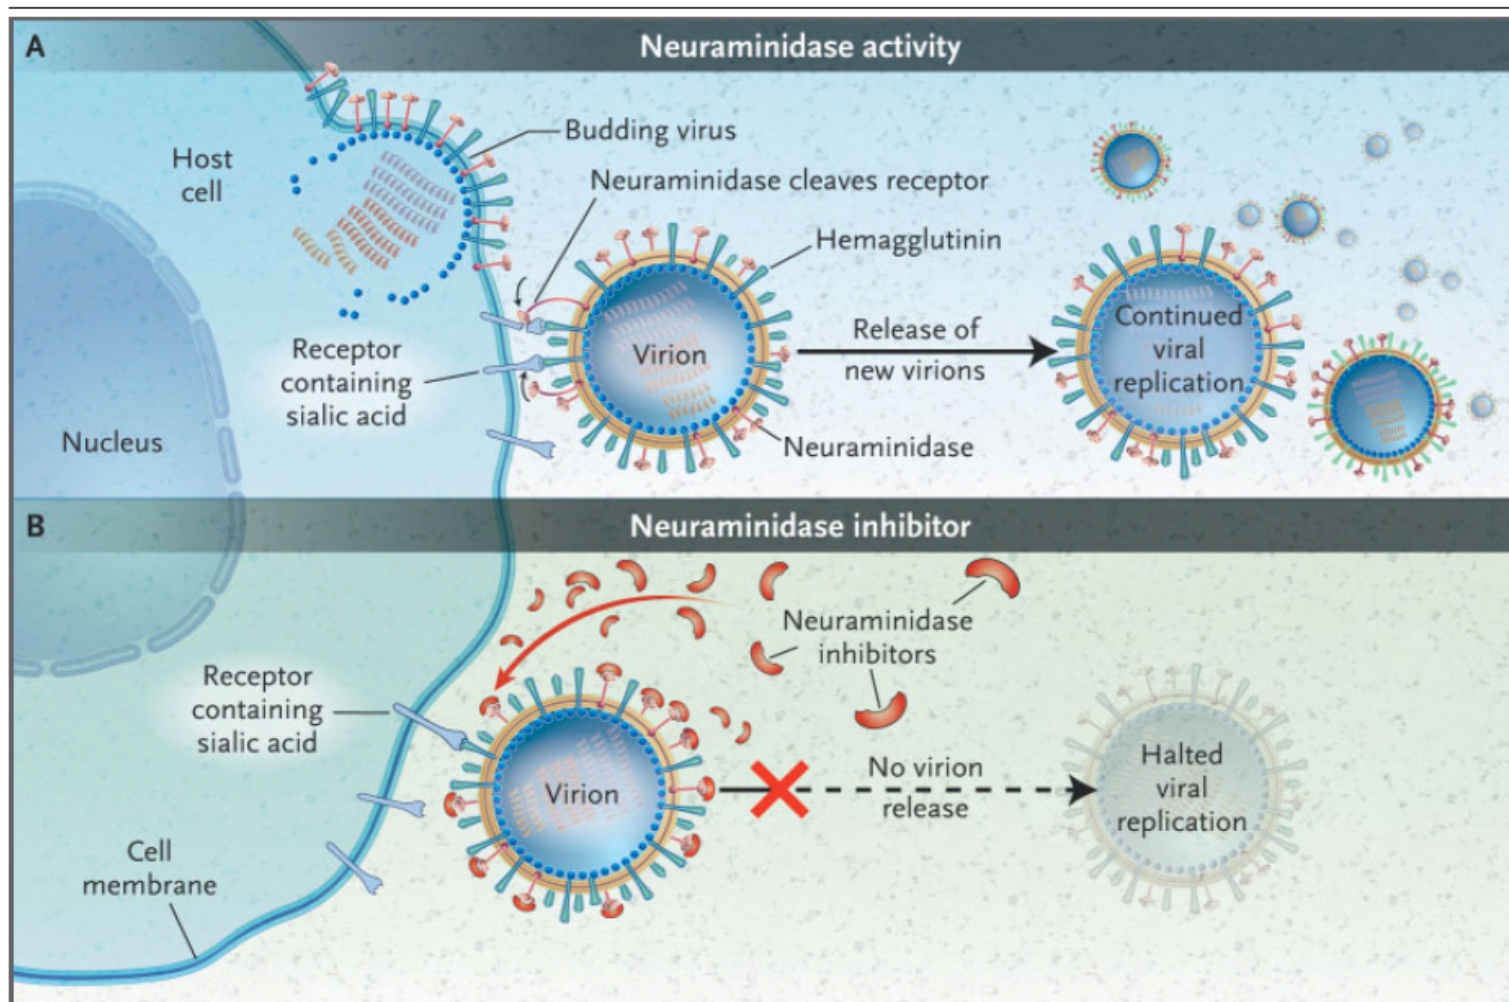 A
Neuraminidase activity
Budding virus
Host
cell
Neuraminidase cleaves receptor
Hemagglutinin
Receptor
containing
sialic acid
Virion
Release of
new virions
Continued
viral
replication
Nucleus
Neuraminidase
B
Neuraminidase inhibitor
Neuraminidase
inhibitors
Receptor
containing
sialic acid
Virion
No virion
release
Halted
viral
replication
Cell
membrane